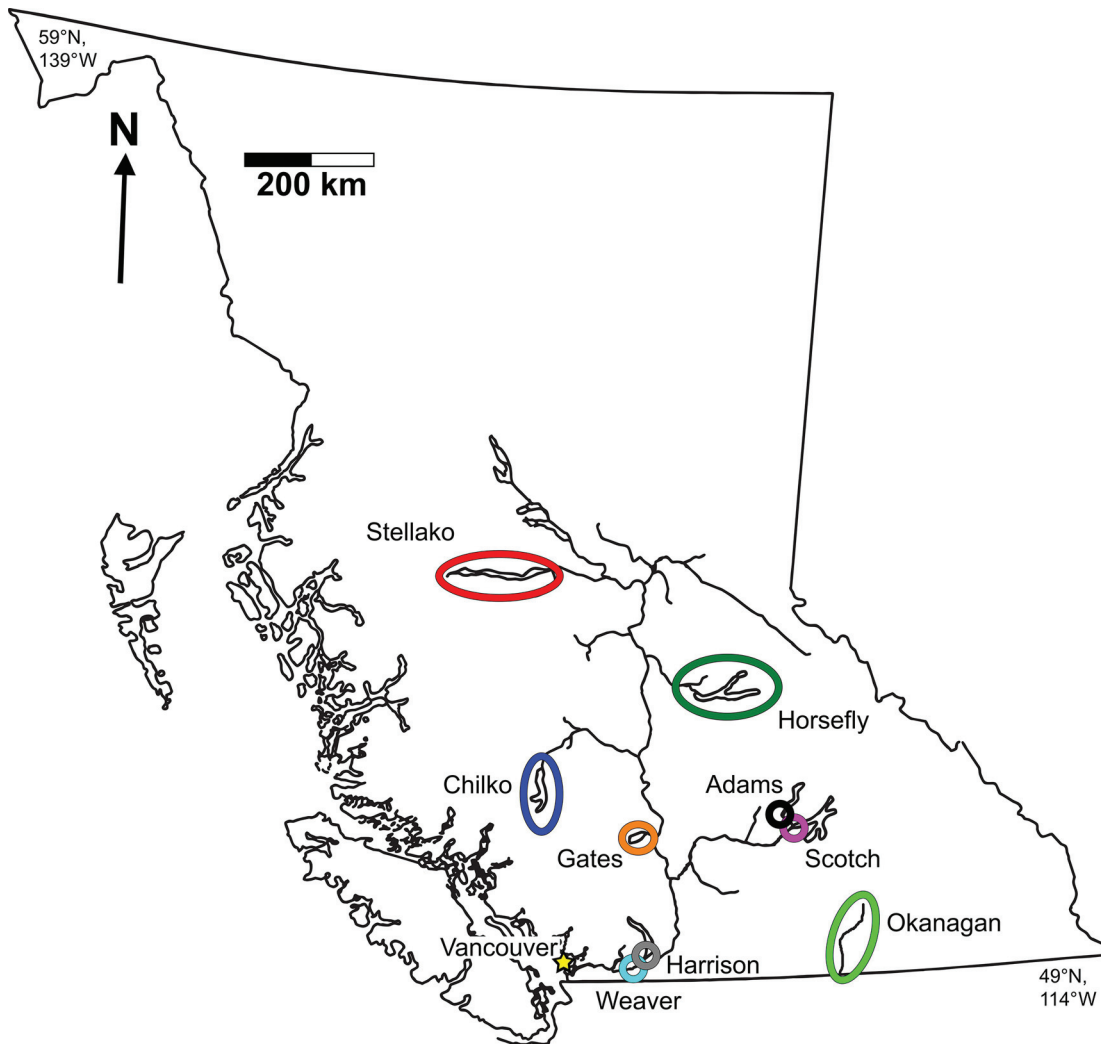 59°N,
139°W
N
200 km
Stellako
Horsefly
Chilko
Adams
Gates
Scotch
Okanagan
Vancouver
Harrison
Weaver
49°N,
114°W